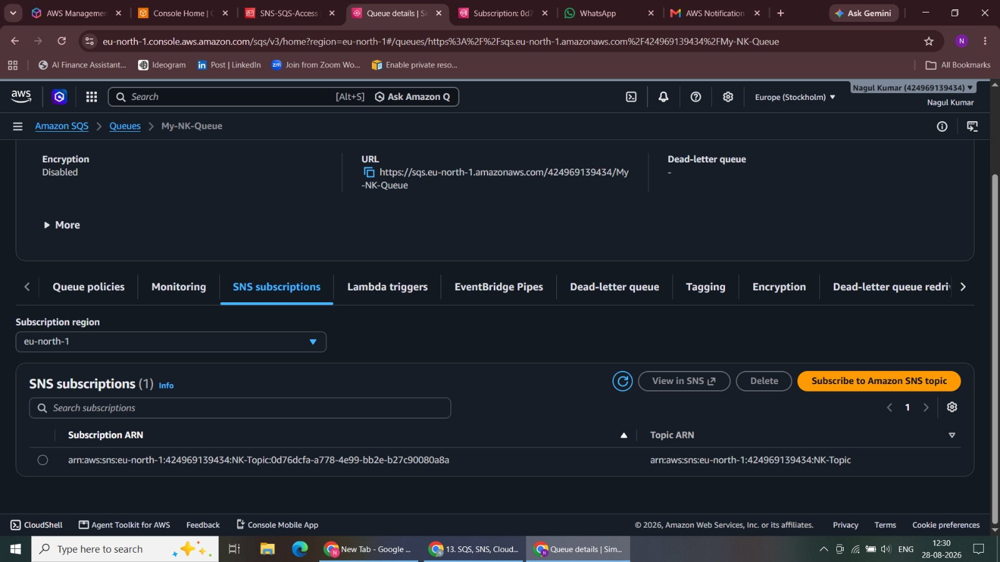 AWS Managemen
Console Home | C
SNS-SQS-Access
Queue details | Si
Subscription: 0d7
WhatsApp
AWS Notification
Ask Gemini
eu-north-1.console.aws.amazon.com/sqs/v3/home?region=eu-north-1#/queues/https%3A%2F%2Fsqs.eu-north-1.amazonaws.com%2F424969139434%2FMy-NK-Queue
N
AI Finance Assistant...
Ideogram
Post | LinkedIn
zm Join from Zoom Wo...
Enable private reso...
All Bookmarks
aws
Search [Alt+S] Ask Amazon Q
Europe (Stockholm)
Nagul Kumar (424969139434)
Nagul Kumar
Amazon SQS > Queues > My-NK-Queue
Encryption
Disabled
URL
https://sqs.eu-north-1.amazonaws.com/424969139434/My
-NK-Queue
Dead-letter queue
-
More
Queue policies Monitoring SNS subscriptions Lambda triggers EventBridge Pipes Dead-letter queue Tagging Encryption Dead-letter queue redri
Subscription region
eu-north-1
SNS subscriptions (1) Info
View in SNS Delete Subscribe to Amazon SNS topic
Search subscriptions
1
Subscription ARN Topic ARN
arn:aws:sns:eu-north-1:424969139434:NK-Topic:0d76dcfa-a778-4e99-bb2e-b27c90080a8a arn:aws:sns:eu-north-1:424969139434:NK-Topic
CloudShell Agent Toolkit for AWS Feedback Console Mobile App © 2026, Amazon Web Services, Inc. or its affiliates. Privacy Terms Cookie preferences
Type here to search
New Tab - Google ...
13. SQS, SNS, Cloud...
Queue details | Sim...
ENG
12:30
28-08-2026